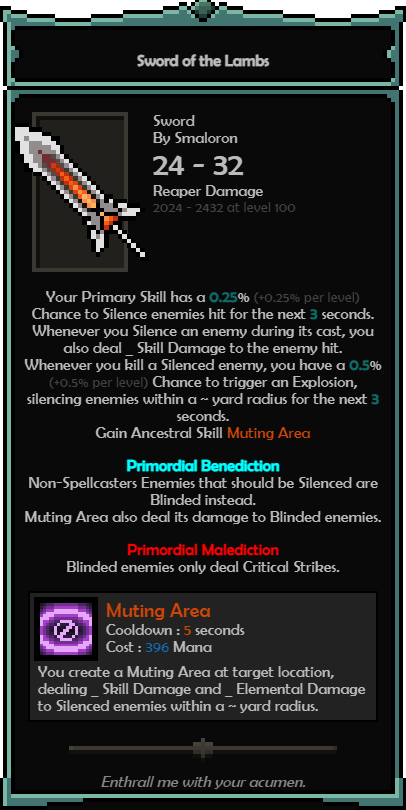 Sword of the Lambs
Sword
By Smaloron
24 - 32
Reaper Damage
2024 - 2432 at level 100
Your Primary Skill has a 0.25% (+0.25% per level)
Chance to Silence enemies hit for the next 3 seconds.
Whenever you Silence an enemy during its cast, you
also deal _ Skill Damage to the enemy hit.
Whenever you kill a Silenced enemy, you have a 0.5%
(+0.5% per level) Chance to trigger an Explosion,
silencing enemies within a ~ yard radius for the next 3
seconds.
Gain Ancestral Skill Muting Area
Primordial Benediction
Non-Spellcasters Enemies that should be Silenced are
Blinded instead.
Muting Area also deal its damage to Blinded enemies.
Primordial Malediction
Blinded enemies only deal Critical Strikes.
Muting Area
Cooldown : 5 seconds
Cost : 396 Mana
You create a Muting Area at target location,
dealing _ Skill Damage and _ Elemental Damage
to Silenced enemies within a ~ yard radius.
Enthrall me with your acumen.